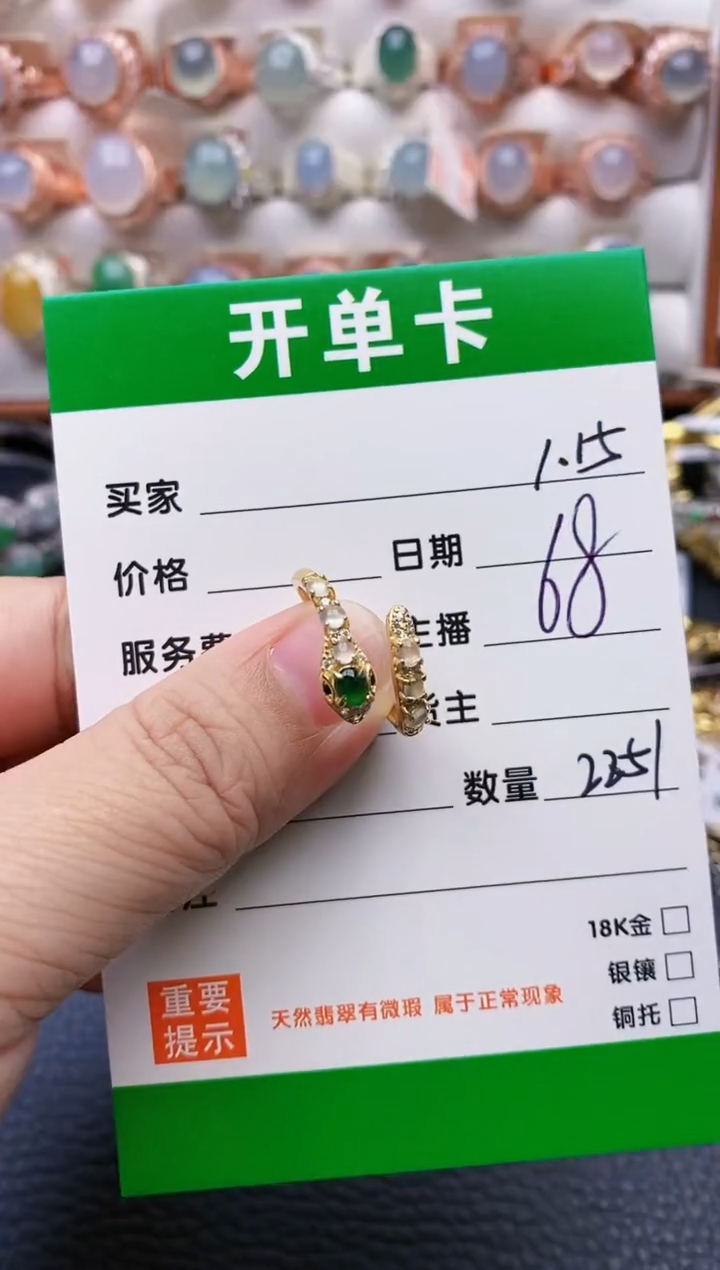 开单卡
1.15
买家
价格 日期
68
服务费 主播
货主
数量 2251
注
18K金
银镶
铜托
重要
提示
天然翡翠有微瑕 属于正常现象